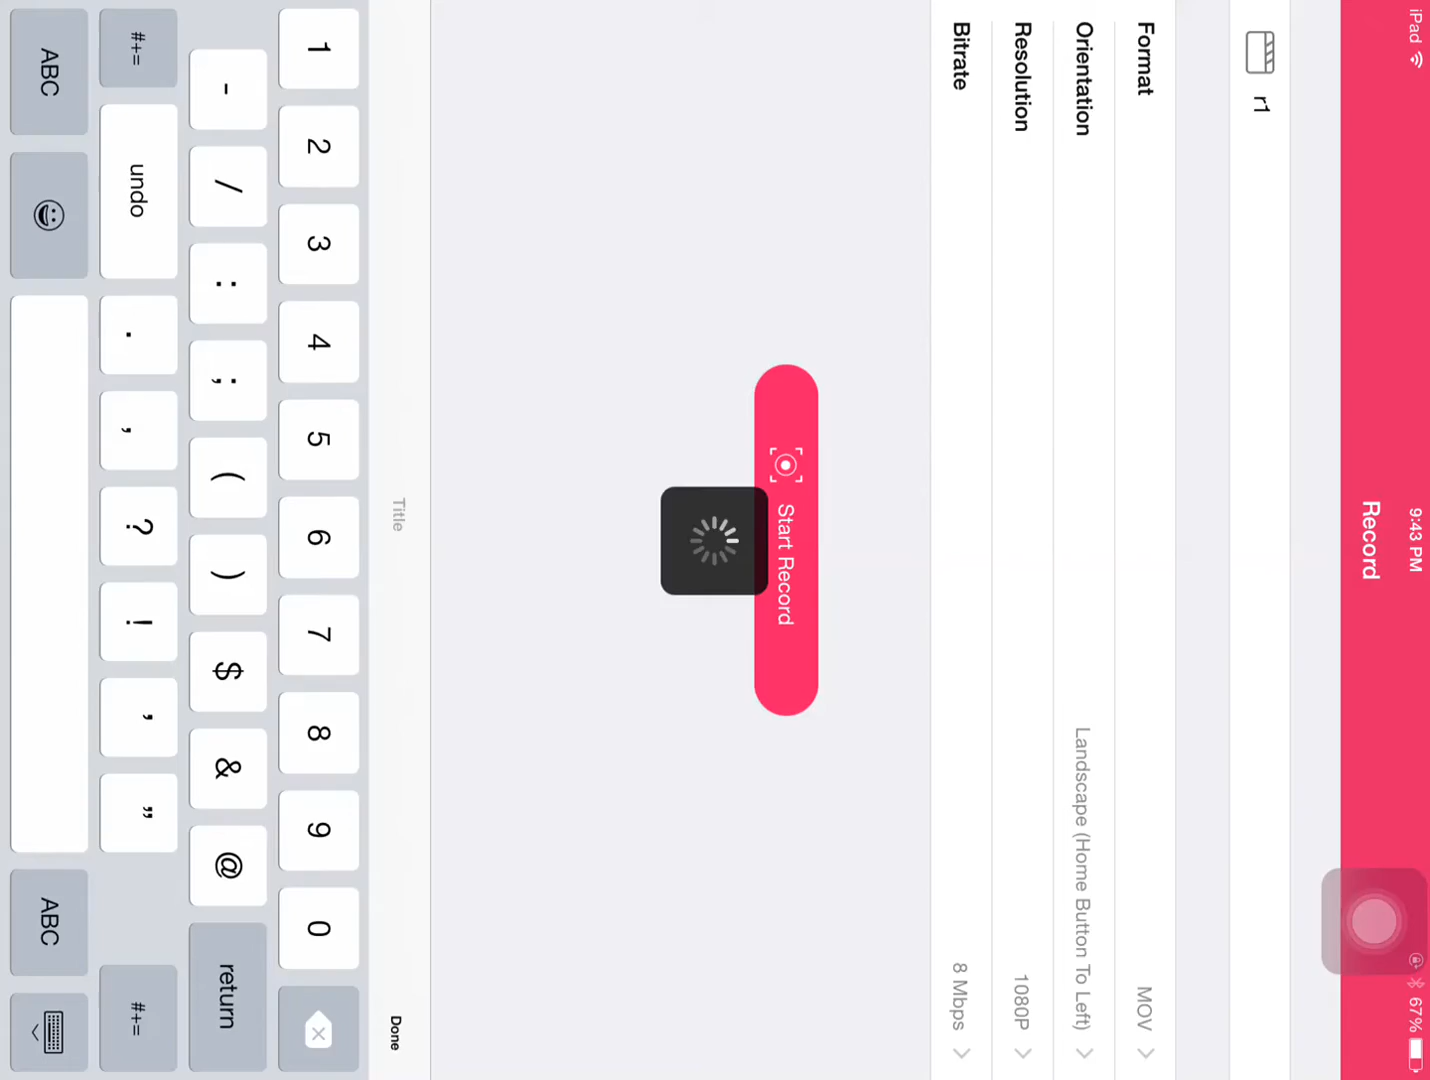 iPad 9:43 PM 67%
Record
r1
Format MOV
Orientation Landscape (Home Button To Left)
Resolution 1080P
Bitrate 8 Mbps
Start Record
Title Done
1 2 3 4 5 6 7 8 9 0
- / : ; ( ) $ & @ return
#+= undo . , ? ! ' " #+=
ABC ABC